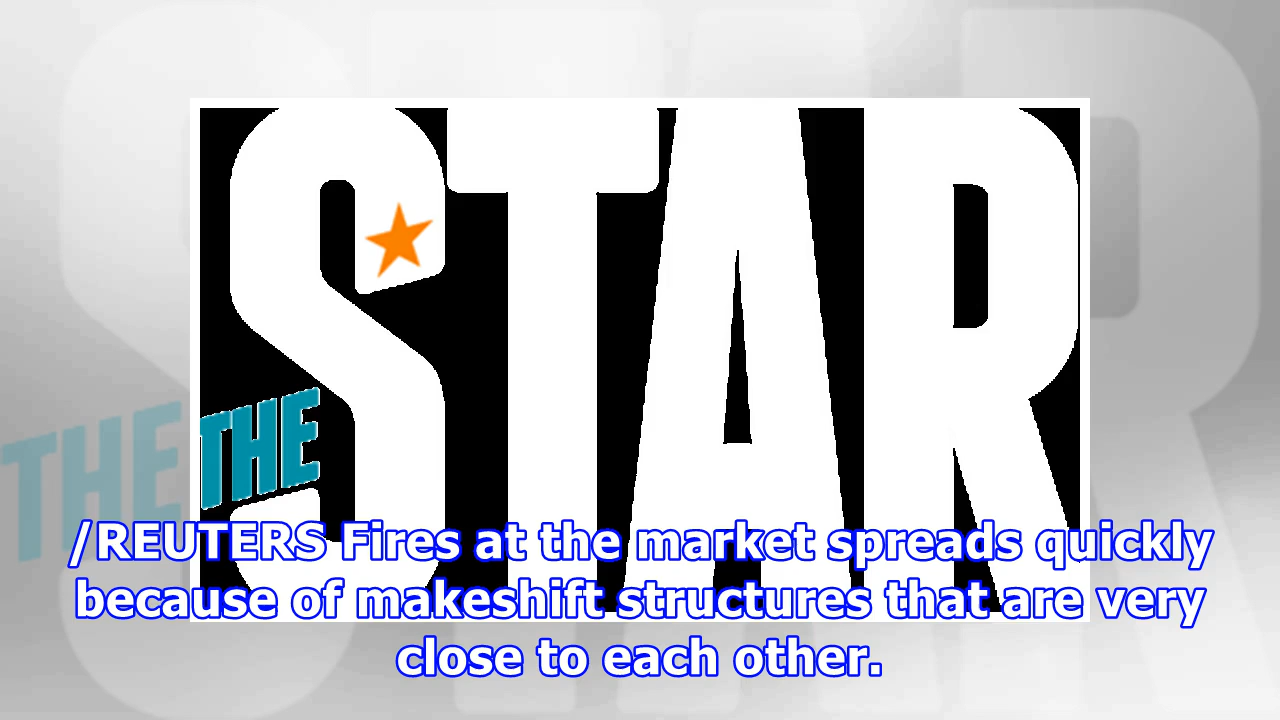 THE
STAR
THE
/REUTERS Fires at the market spreads quickly
because of makeshift structures that are very
close to each other.